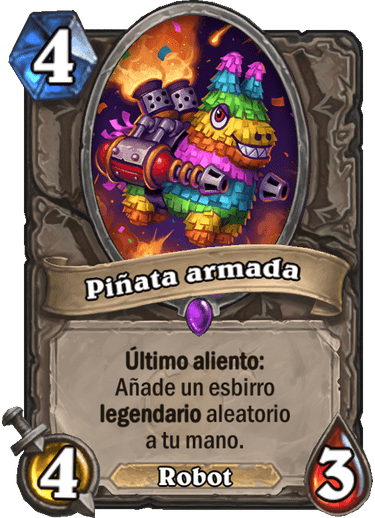 4
Piñata armada
Último aliento:
Añade un esbirro
legendario aleatorio
a tu mano.
4
Robot
3